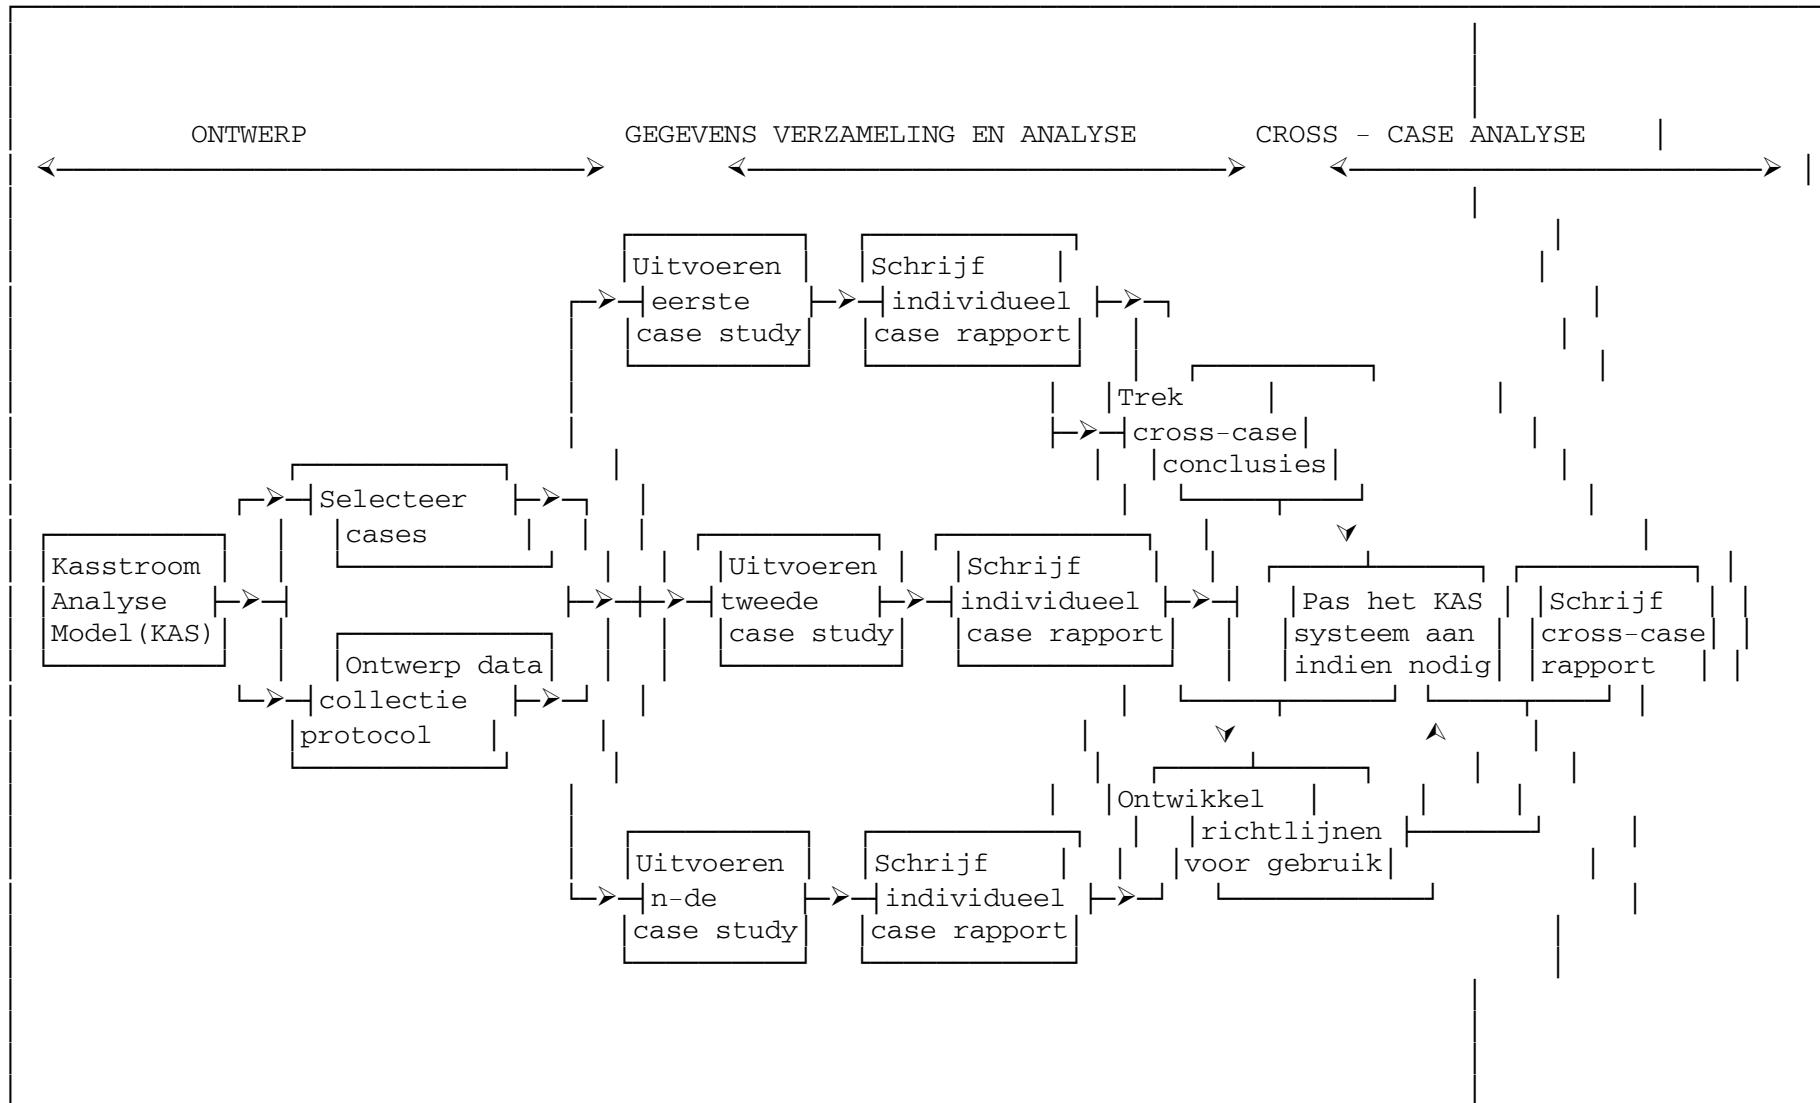 ONTWERP GEGEVENS VERZAMELING EN ANALYSE CROSS - CASE ANALYSE
Uitvoeren
eerste
case study
Schrijf
individueel
case rapport
Trek
cross-case
conclusies
Selecteer
cases
Kasstroom
Analyse
Model(KAS)
Ontwerp data
collectie
protocol
Uitvoeren
tweede
case study
Schrijf
individueel
case rapport
Pas het KAS
systeem aan
indien nodig
Schrijf
cross-case
rapport
Ontwikkel
richtlijnen
voor gebruik
Uitvoeren
n-de
case study
Schrijf
individueel
case rapport